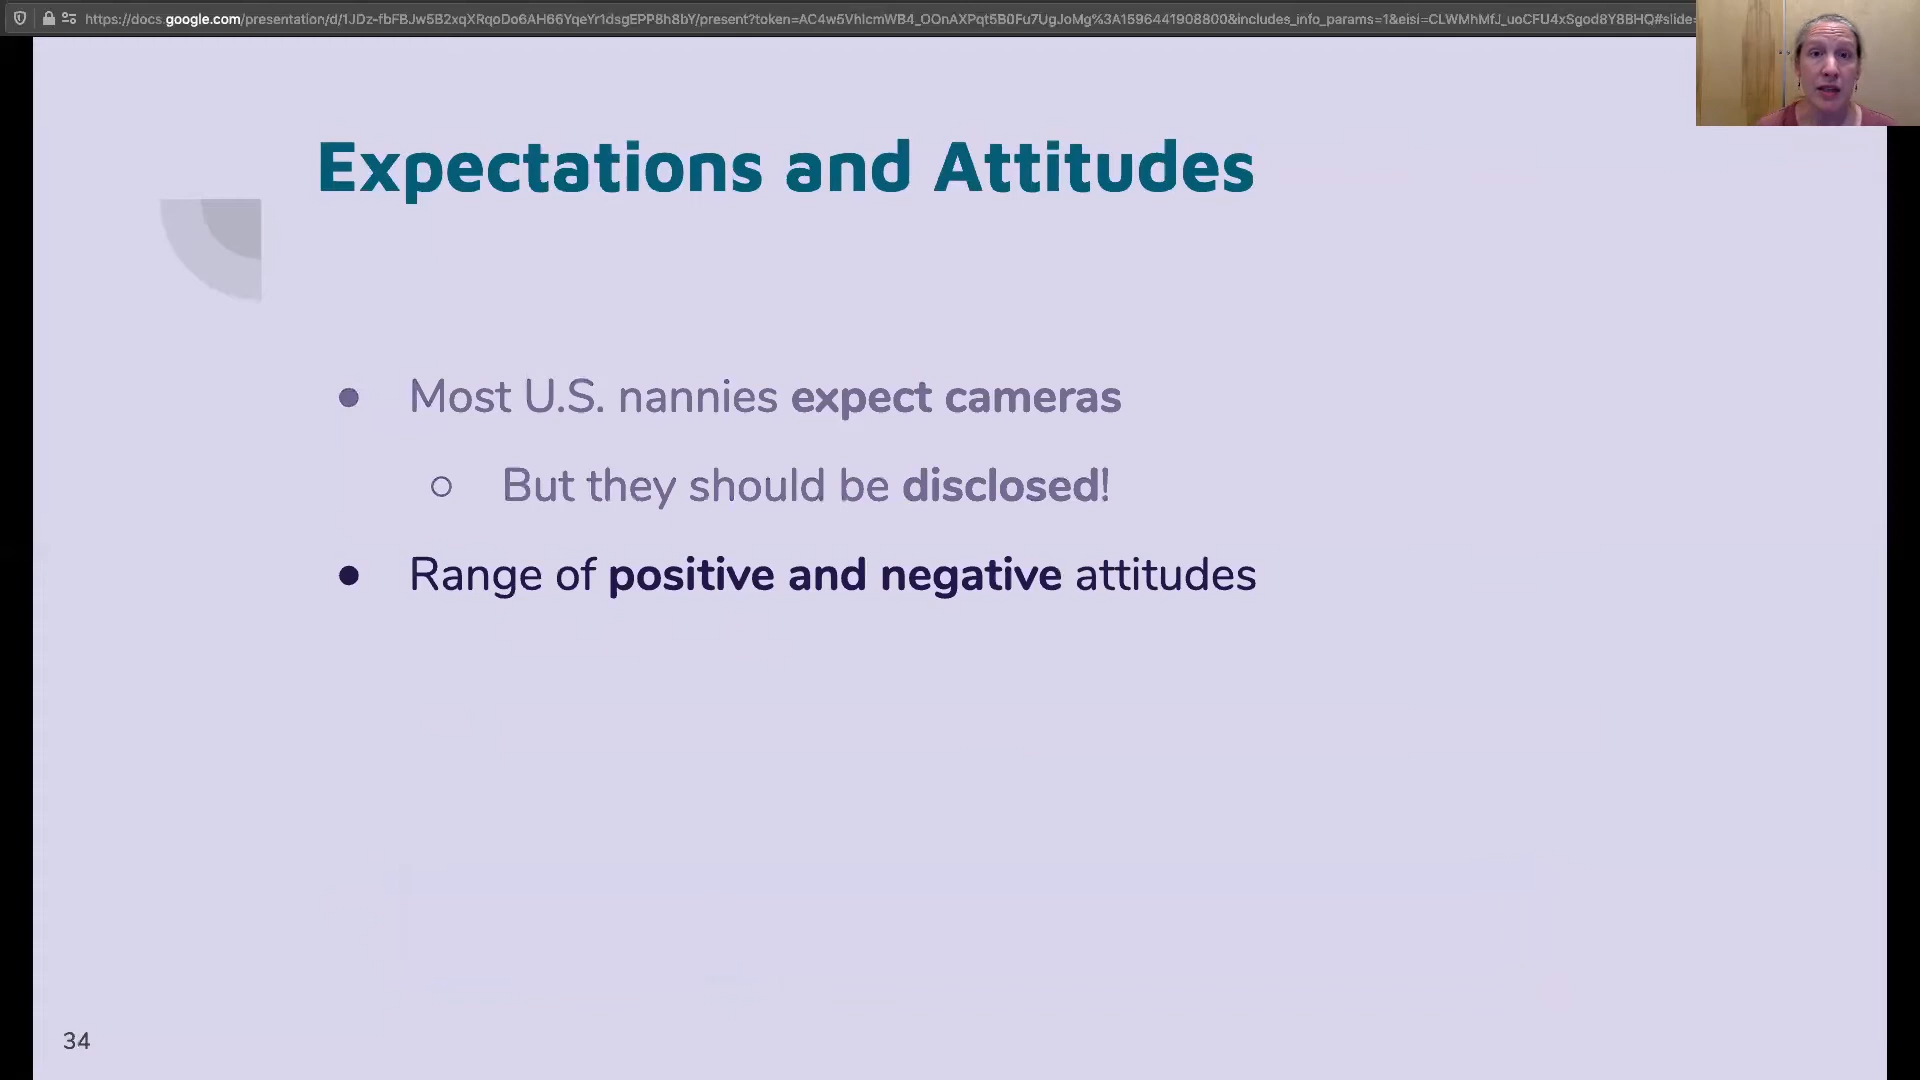 https://docs.google.com/presentation/d/1JDz-fbFBJw5B2xqXRqoDo6AH66YqeYr1dsgEPP8h8bY/present?token=AC4w5VhIcmWB4_OOnAXPqt5B0Fu7UgJoMg%3A1596441908800&includes_info_params=1&eisi=CLWMhMfJ_uoCFU4xSgod8Y8BHQ#slide=
Expectations and Attitudes
● Most U.S. nannies expect cameras
○ But they should be disclosed!
● Range of positive and negative attitudes
34